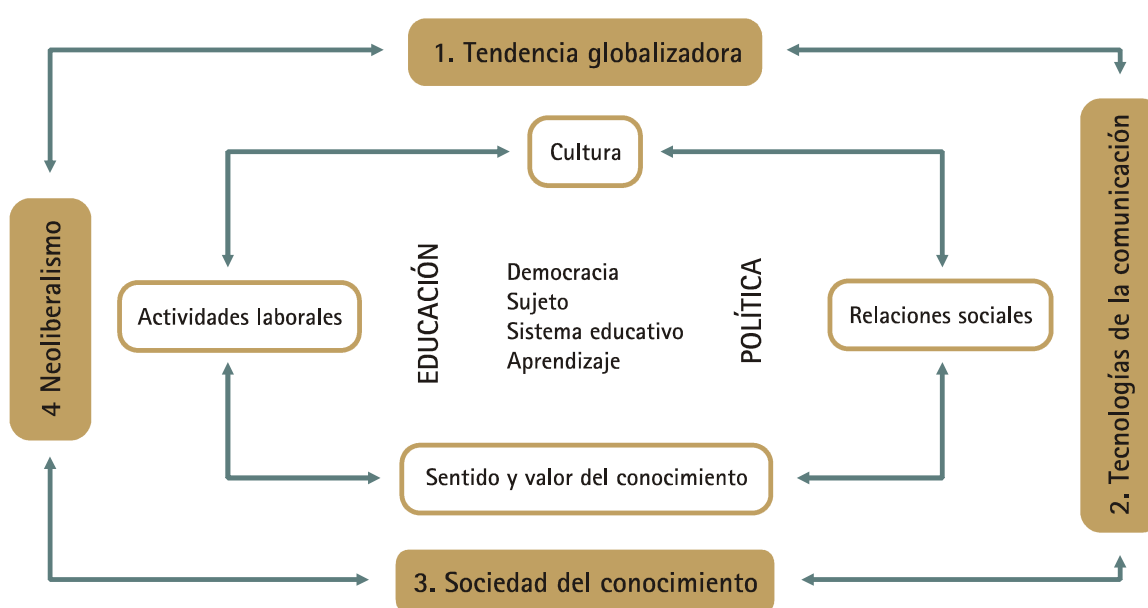 1. Tendencia globalizadora
Cultura
4 Neoliberalismo
Actividades laborales
EDUCACIÓN
Democracia
Sujeto
Sistema educativo
Aprendizaje
POLÍTICA
Relaciones sociales
2. Tecnologías de la comunicación
Sentido y valor del conocimiento
3. Sociedad del conocimiento